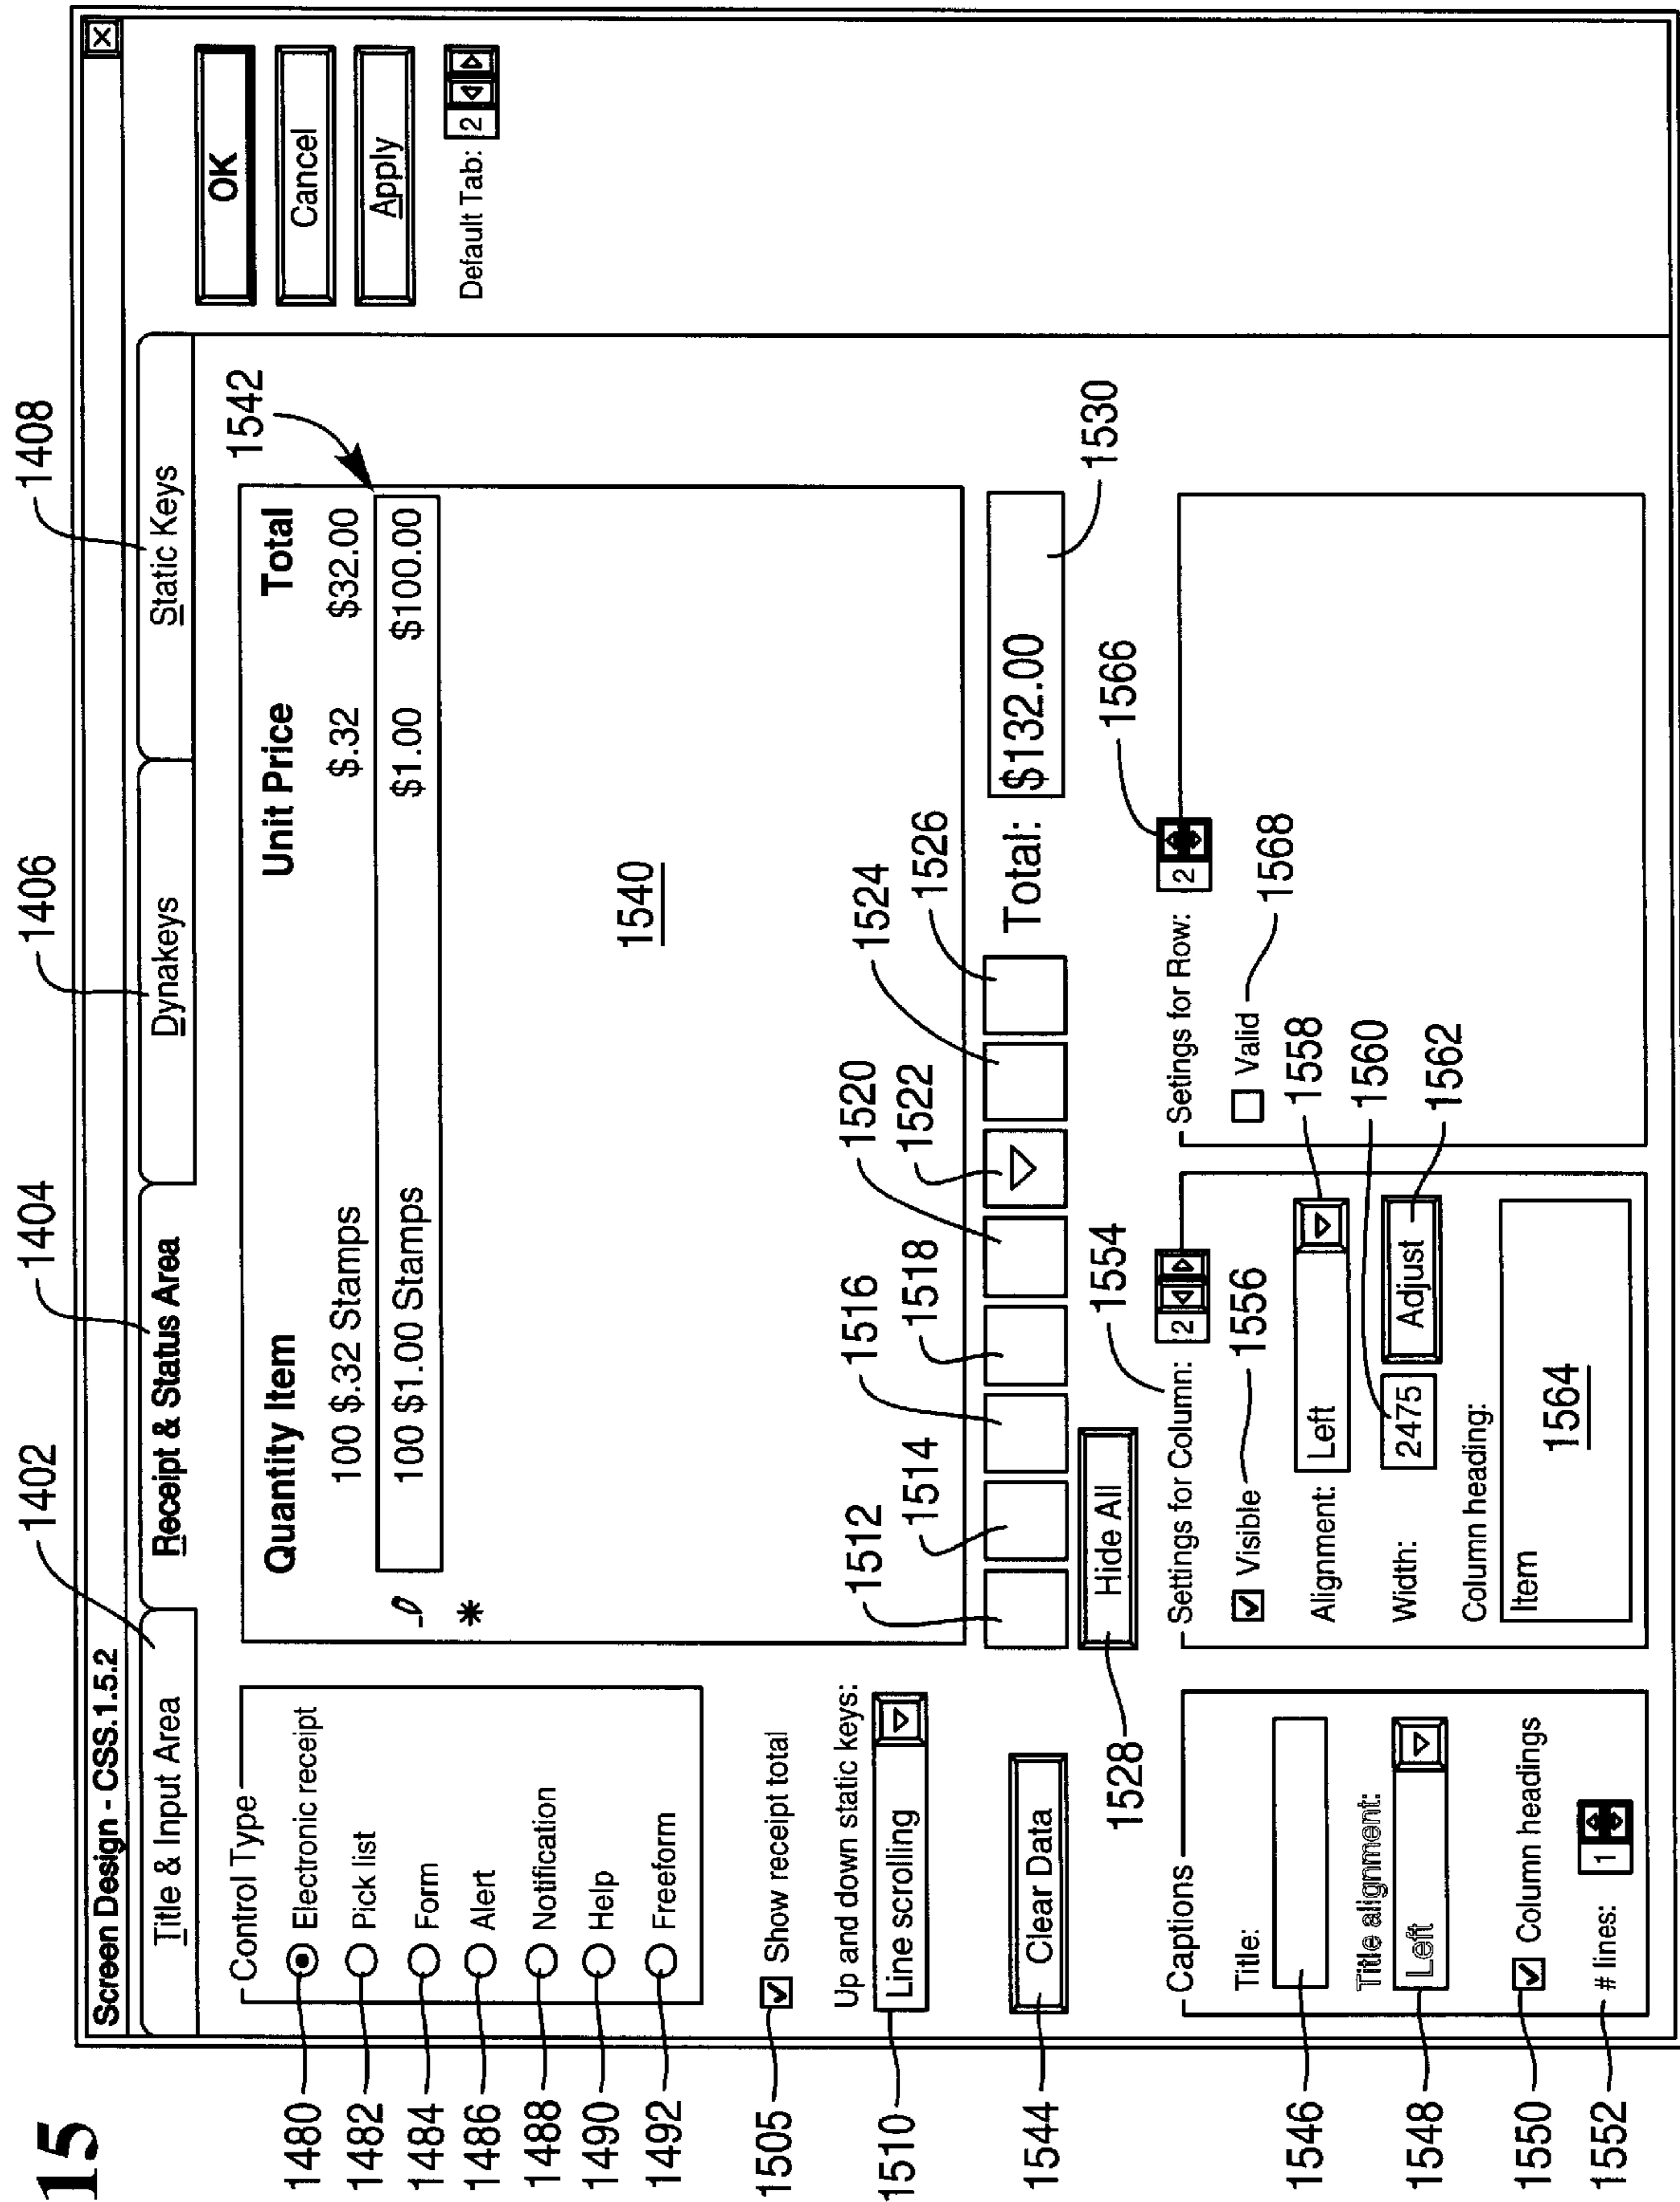 15
1402
1404
1406
1408
Screen Design - CSS.1.5.2
Title & Input Area
Receipt & Status Area
Dynakeys
Static Keys
OK
Cancel
Apply
Default Tab: 2
Control Type
1480 Electronic receipt
1482 Pick list
1484 Form
1486 Alert
1488 Notification
1490 Help
1492 Freeform
1505 Show receipt total
Up and down static keys:
1510 Line scrolling
1544 Clear Data
Quantity Item Unit Price Total
100 $.32 Stamps $.32 $32.00
100 $1.00 Stamps $1.00 $100.00
*
1542
1540
1512
1514
1516
1518
1520
1522
1524
1526
Total: $132.00
1530
1528
Hide All
Captions
Title:
1546
Title alignment:
1548 Left
1550 Column headings
1552 # lines: 1
Settings for Column: 2
1554
Visible 1556
Alignment: Left
1558
Width: 2475 Adjust
1560
1562
Column heading:
Item
1564
Setings for Row: 2
1566
Valid 1568